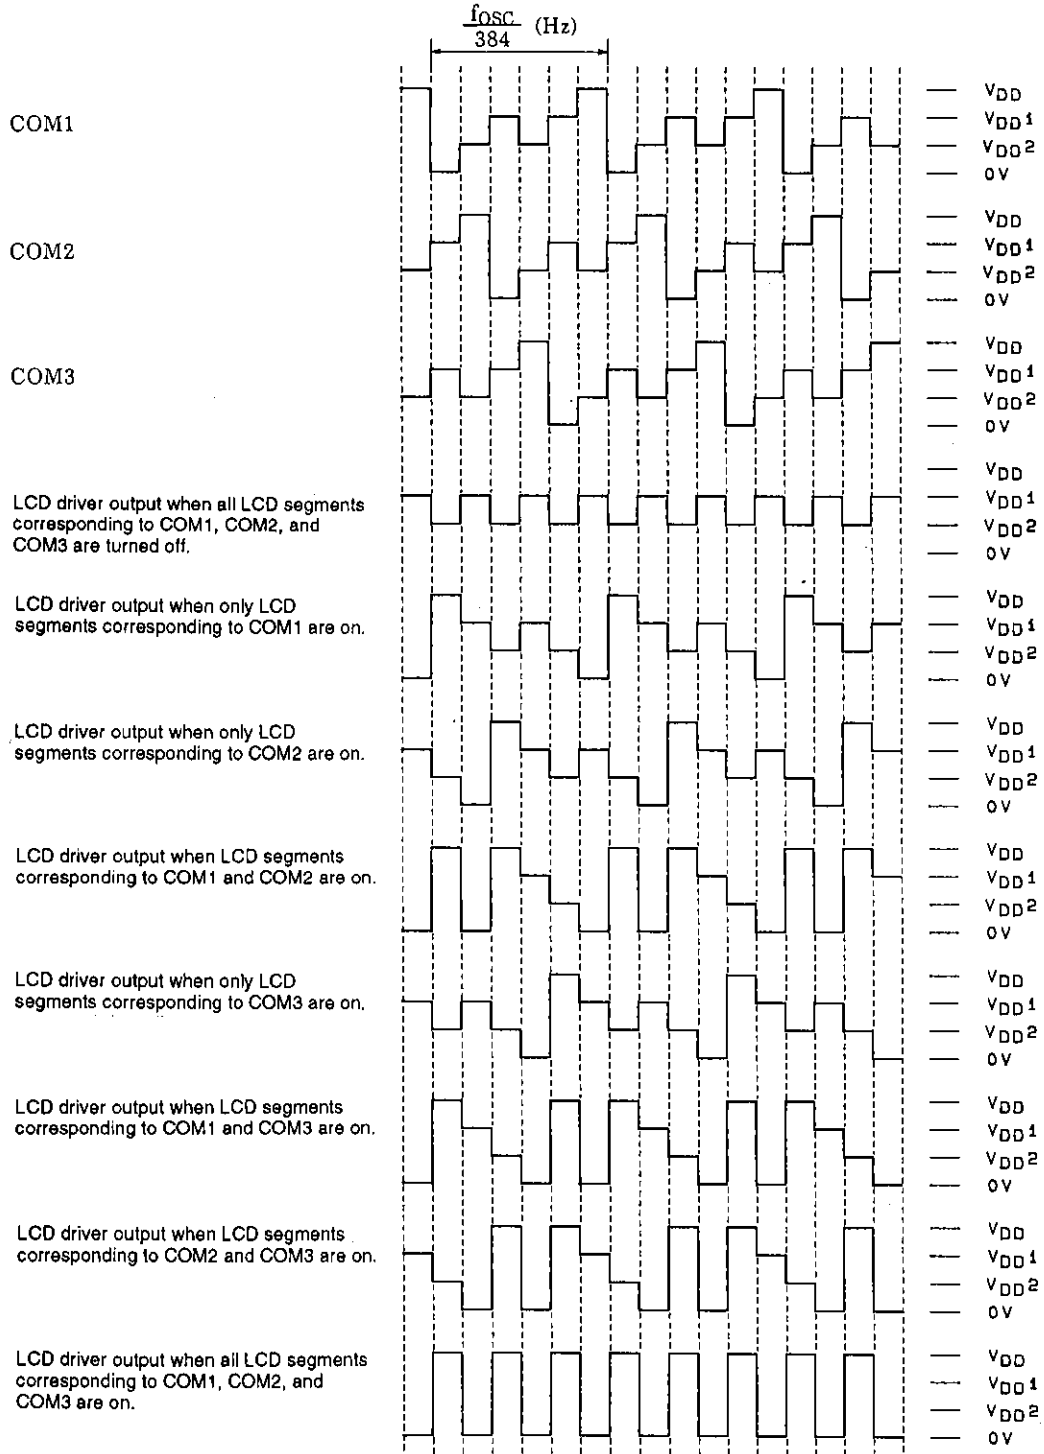 fOSC
384 (Hz)
COM1
VDD
VDD1
VDD2
0V
COM2
VDD
VDD1
VDD2
0V
COM3
VDD
VDD1
VDD2
0V
LCD driver output when all LCD segments
corresponding to COM1, COM2, and
COM3 are turned off.
VDD
VDD1
VDD2
0V
LCD driver output when only LCD
segments corresponding to COM1 are on.
VDD
VDD1
VDD2
0V
LCD driver output when only LCD
segments corresponding to COM2 are on.
VDD
VDD1
VDD2
0V
LCD driver output when LCD segments
corresponding to COM1 and COM2 are on.
VDD
VDD1
VDD2
0V
LCD driver output when only LCD
segments corresponding to COM3 are on.
VDD
VDD1
VDD2
0V
LCD driver output when LCD segments
corresponding to COM1 and COM3 are on.
VDD
VDD1
VDD2
0V
LCD driver output when LCD segments
corresponding to COM2 and COM3 are on.
VDD
VDD1
VDD2
0V
LCD driver output when all LCD segments
corresponding to COM1, COM2, and
COM3 are on.
VDD
VDD1
VDD2
0V